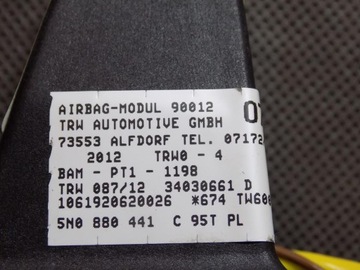 AIRBAG-MODUL 90012
TRW AUTOMOTIVE GMBH
73553 ALFDORF TEL. 07172
2012 TRW0 - 4
BAM - PT1 - 1198
TRW 087/12 34030661 D
1061920620026 *674 TW600
5N0 880 441 C 95T PL